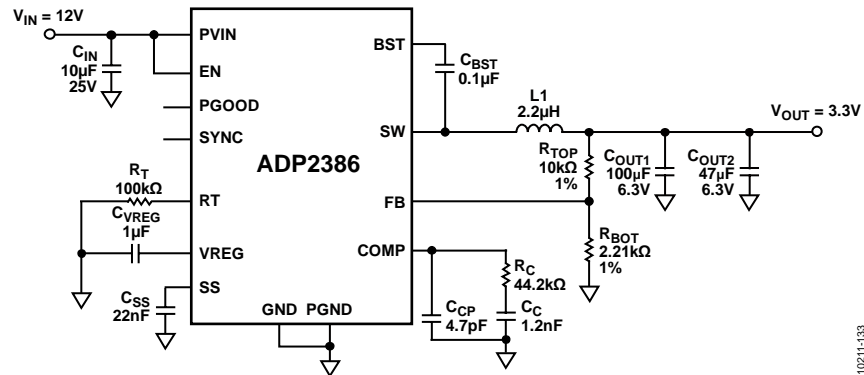 V_IN = 12V
C_IN
10µF
25V
PVIN
EN
PGOOD
SYNC
R_T
100kΩ
RT
C_VREG
1µF
VREG
C_SS
22nF
SS
GND PGND
ADP2386
BST
C_BST
0.1µF
SW
L1
2.2µH
V_OUT = 3.3V
R_TOP
10kΩ
1%
C_OUT1
100µF
6.3V
C_OUT2
47µF
6.3V
FB
R_BOT
2.21kΩ
1%
COMP
R_C
44.2kΩ
C_CP
4.7pF
C_C
1.2nF
10211-133